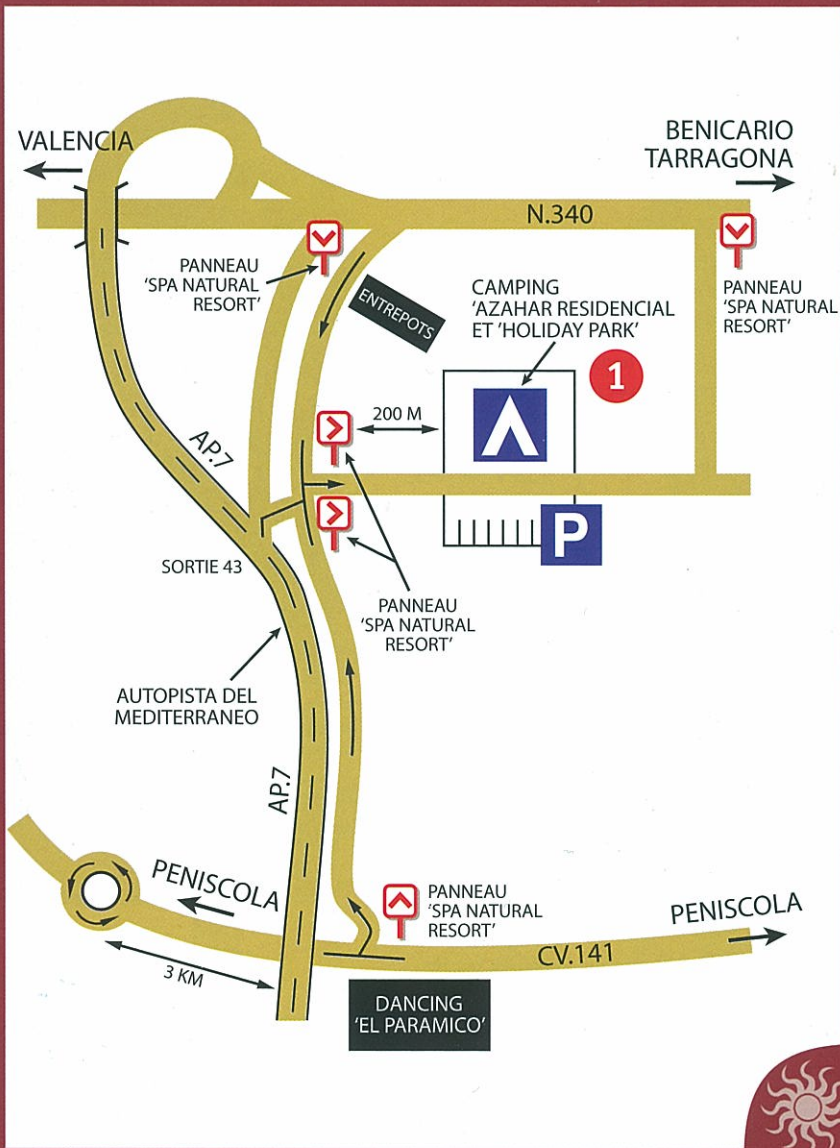 VALENCIA
BENICARIO
TARRAGONA
N.340
PANNEAU
'SPA NATURAL
RESORT'
ENTREPOTS
CAMPING
'AZAHAR RESIDENCIAL
ET 'HOLIDAY PARK'
1
PANNEAU
'SPA NATURAL
RESORT'
200 M
AP.7
P
SORTIE 43
PANNEAU
'SPA NATURAL
RESORT'
AUTOPISTA DEL
MEDITERRANEO
AP.7
PENISCOLA
PANNEAU
'SPA NATURAL
RESORT'
PENISCOLA
CV.141
3 KM
DANCING
'EL PARAMICO'